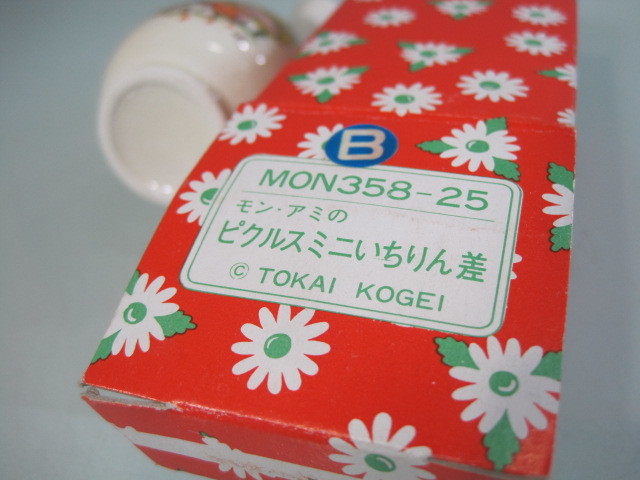 B
MON358-25
モン・アミの
ピクルスミニいちりん差
© TOKAI KOGEI